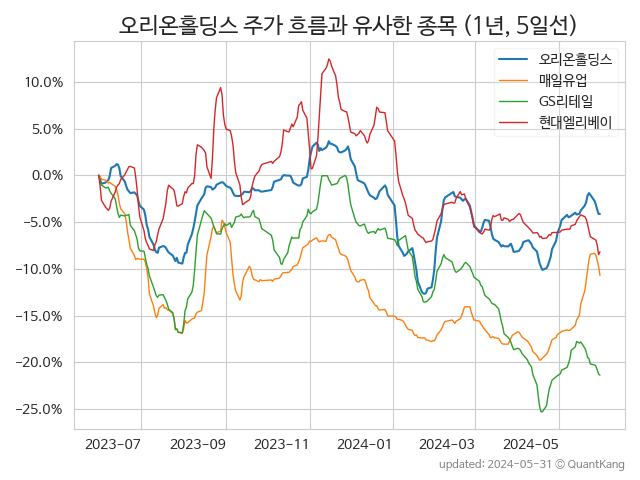 오리온홀딩스 주가 흐름과 유사한 종목 (1년, 5일선)
오리온홀딩스
매일유업
GS리테일
현대엘리베이
10.0%
5.0%
0.0%
−5.0%
−10.0%
−15.0%
−20.0%
−25.0%
2023-07 2023-09 2023-11 2024-01 2024-03 2024-05
updated: 2024-05-31 © QuantKang